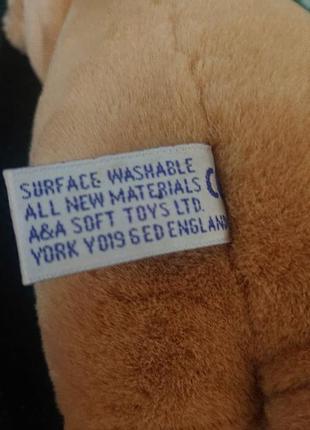 SURFACE WASHABLE
ALL NEW MATERIALS
A&A SOFT TOYS LTD.
YORK YO19 6ED ENGLAND